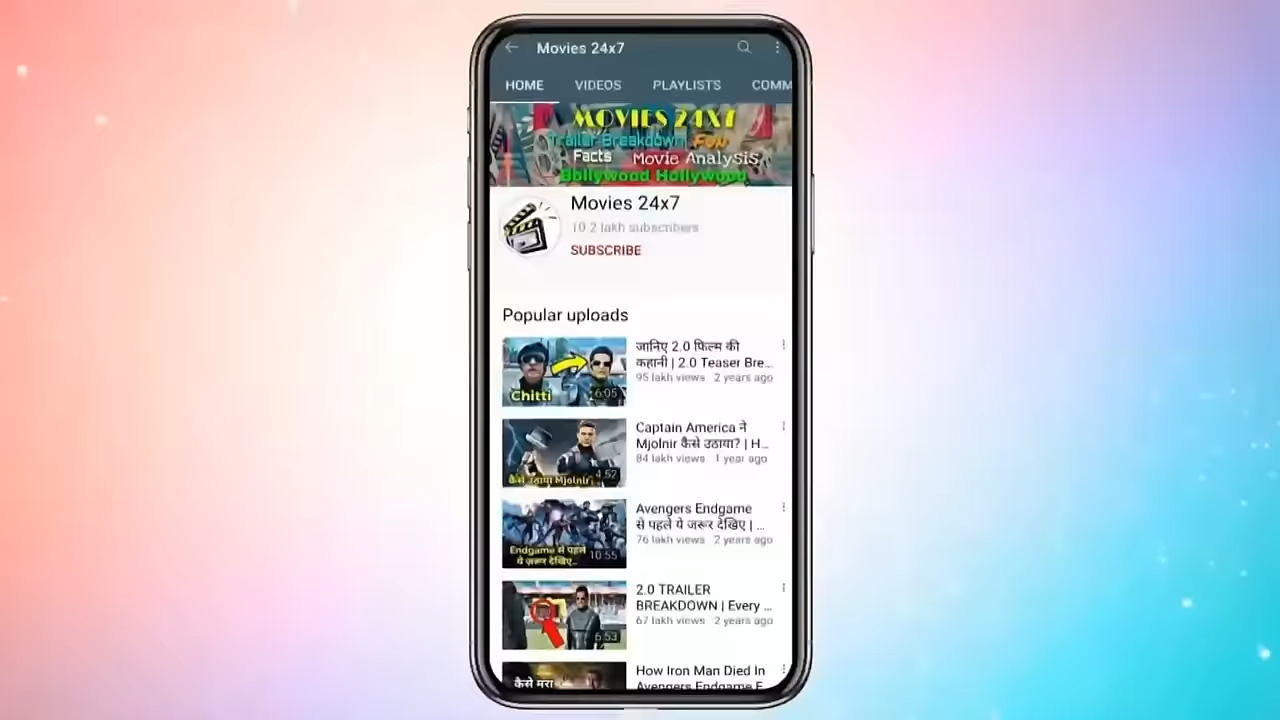 Movies 24x7
HOME VIDEOS PLAYLISTS COMM
MOVIES 24X7
Trailer Breakdown Fun
Facts Movie Analysis
Bollywood Hollywood
Movies 24x7
10.2 lakh subscribers
SUBSCRIBE
Popular uploads
Chitti
6:05
जानिए 2.0 फिल्म की
कहानी | 2.0 Teaser Bre...
95 lakh views 2 years ago
कैसे उठाया Mjolnir
4:52
Captain America ने
Mjolnir कैसे उठाया? | H...
84 lakh views 1 year ago
Endgame से पहले
ये ज़रूर देखिए...
10:55
Avengers Endgame
से पहले ये जरूर देखिए | ...
76 lakh views 2 years ago
6:53
2.0 TRAILER
BREAKDOWN | Every ...
67 lakh views 2 years ago
कैसे मरा
How Iron Man Died In
Avengers Endgame F